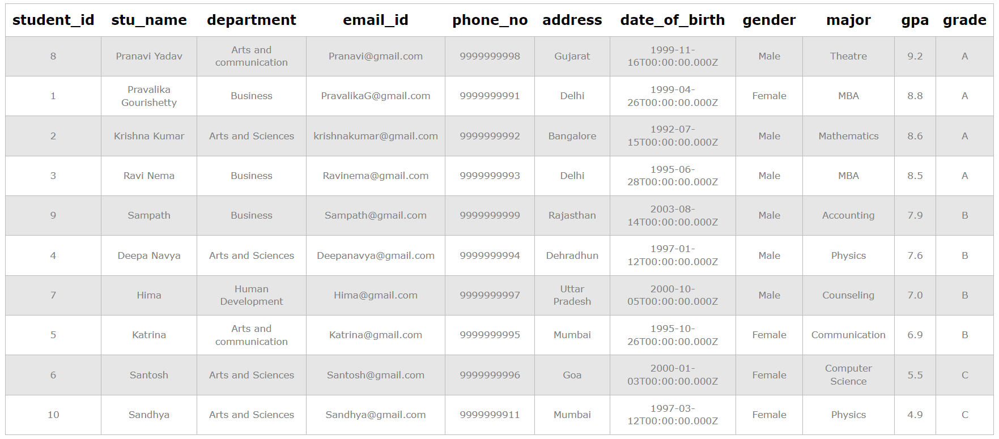 student_id stu_name department email_id phone_no address date_of_birth gender major gpa grade
8 Pranavi Yadav Arts and communication Pranavi@gmail.com 9999999998 Gujarat 1999-11-16T00:00:00.000Z Male Theatre 9.2 A
1 Pravalika Gourishetty Business PravalikaG@gmail.com 9999999991 Delhi 1999-04-26T00:00:00.000Z Female MBA 8.8 A
2 Krishna Kumar Arts and Sciences krishnakumar@gmail.com 9999999992 Bangalore 1992-07-15T00:00:00.000Z Male Mathematics 8.6 A
3 Ravi Nema Business Ravinema@gmail.com 9999999993 Delhi 1995-06-28T00:00:00.000Z Male MBA 8.5 A
9 Sampath Business Sampath@gmail.com 9999999999 Rajasthan 2003-08-14T00:00:00.000Z Male Accounting 7.9 B
4 Deepa Navya Arts and Sciences Deepanavya@gmail.com 9999999994 Dehradhun 1997-01-12T00:00:00.000Z Male Physics 7.6 B
7 Hima Human Development Hima@gmail.com 9999999997 Uttar Pradesh 2000-10-05T00:00:00.000Z Male Counseling 7.0 B
5 Katrina Arts and communication Katrina@gmail.com 9999999995 Mumbai 1995-10-26T00:00:00.000Z Female Communication 6.9 B
6 Santosh Arts and Sciences Santosh@gmail.com 9999999996 Goa 2000-01-03T00:00:00.000Z Female Computer Science 5.5 C
10 Sandhya Arts and Sciences Sandhya@gmail.com 9999999911 Mumbai 1997-03-12T00:00:00.000Z Female Physics 4.9 C